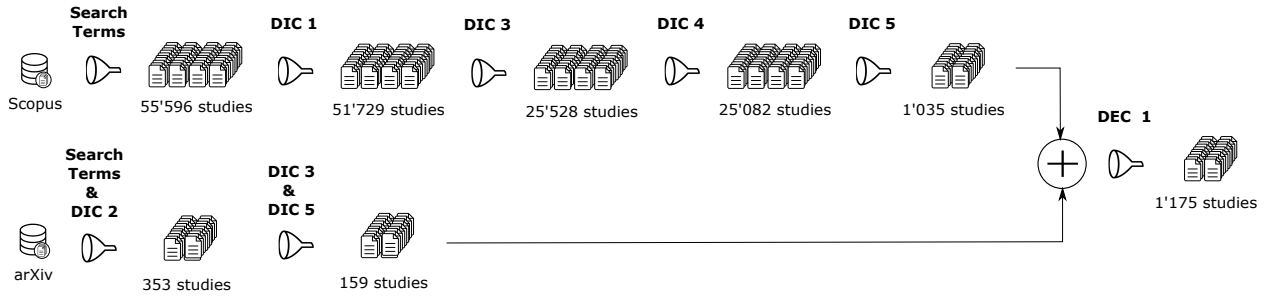 Search
Terms
DIC 1
DIC 3
DIC 4
DIC 5
Scopus
55'596 studies
51'729 studies
25'528 studies
25'082 studies
1'035 studies
DEC 1
Search
Terms
&
DIC 2
DIC 3
&
DIC 5
1'175 studies
arXiv
353 studies
159 studies